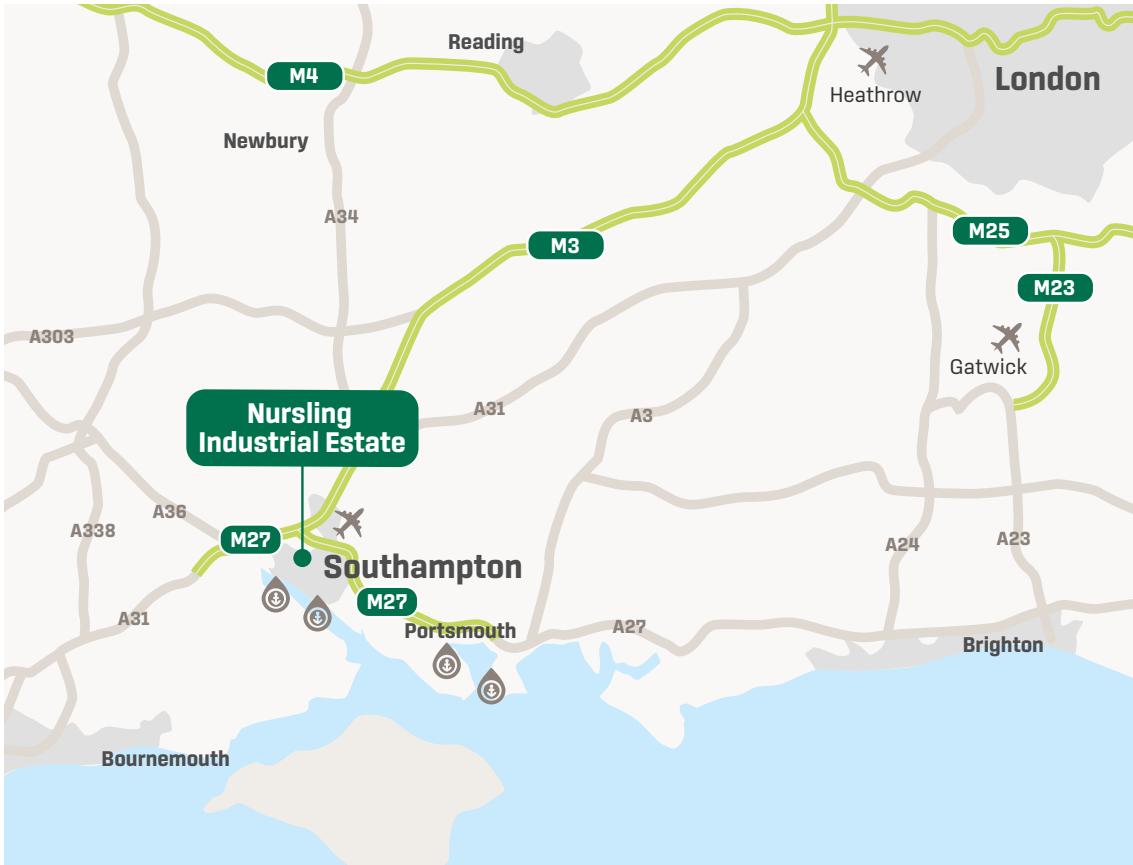 Reading
M4
London
Heathrow
Newbury
A34
M25
M3
M23
A303
Gatwick
Nursling
Industrial Estate
A31
A3
A36
A338
M27
A24
A23
Southampton
M27
A31
Portsmouth
A27
Brighton
Bournemouth